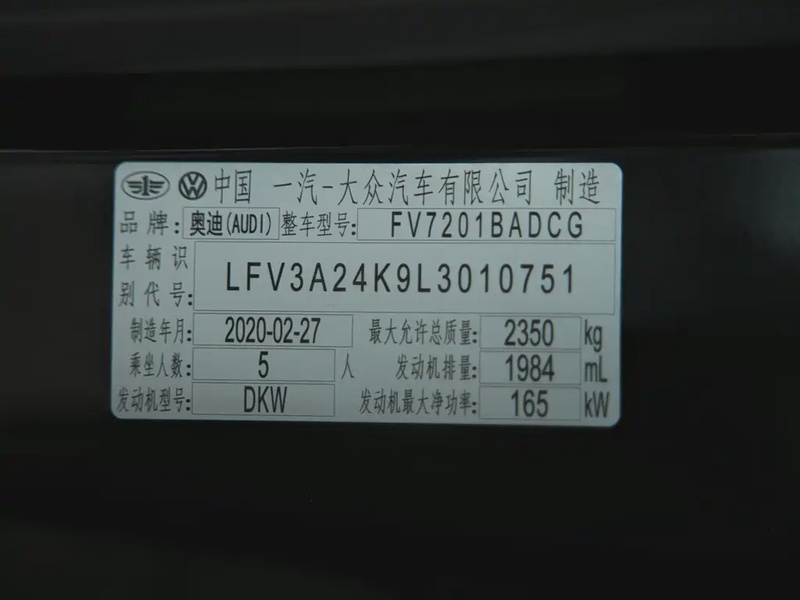 中国 一汽-大众汽车有限公司 制造
品牌: 奥迪(AUDI) 整车型号: FV7201BADCG
车辆识别代号: LFV3A24K9L3010751
制造年月: 2020-02-27 最大允许总质量: 2350 kg
乘坐人数: 5 人 发动机排量: 1984 mL
发动机型号: DKW 发动机最大净功率: 165 kW